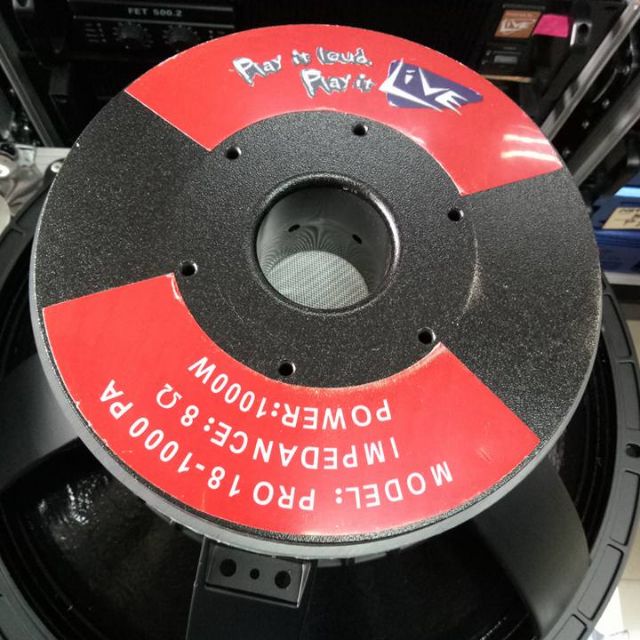 FET 500.2
Play it loud.
Play it LIVE
MODEL: PRO 18-1000 PA
IMPEDANCE: 8 Ω
POWER:1000W